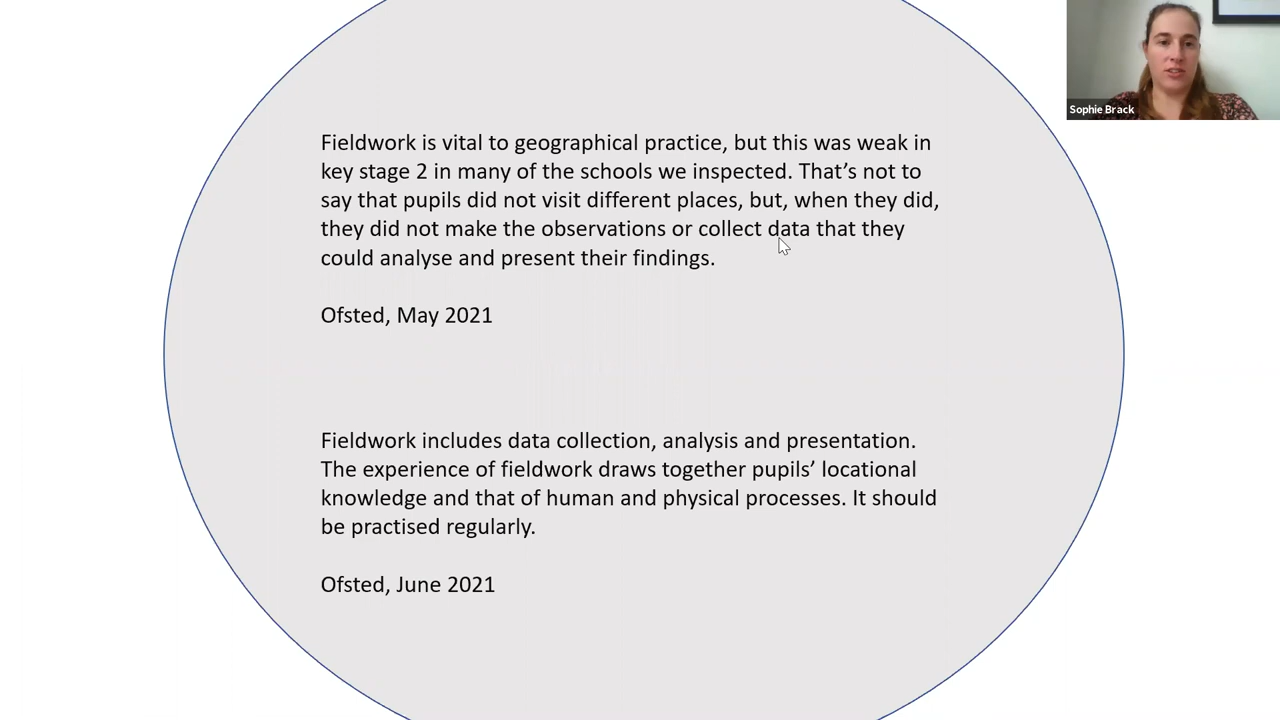 Sophie Brack
Fieldwork is vital to geographical practice, but this was weak in
key stage 2 in many of the schools we inspected. That’s not to
say that pupils did not visit different places, but, when they did,
they did not make the observations or collect data that they
could analyse and present their findings.
Ofsted, May 2021
Fieldwork includes data collection, analysis and presentation.
The experience of fieldwork draws together pupils’ locational
knowledge and that of human and physical processes. It should
be practised regularly.
Ofsted, June 2021